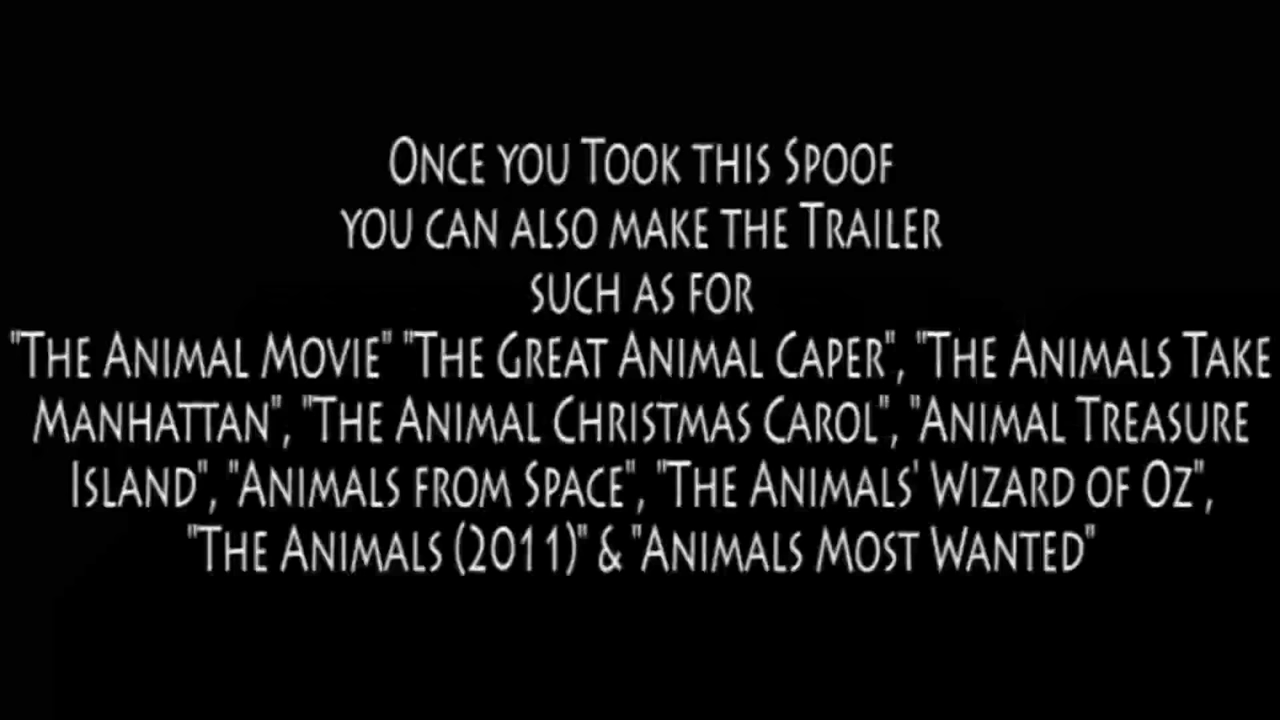 Once you Took this Spoof
you can also make the Trailer
such as for
"The Animal Movie" "The Great Animal Caper", "The Animals Take
Manhattan", "The Animal Christmas Carol", "Animal Treasure
Island", "Animals from Space", "The Animals' Wizard of Oz",
"The Animals (2011)" & "Animals Most Wanted"